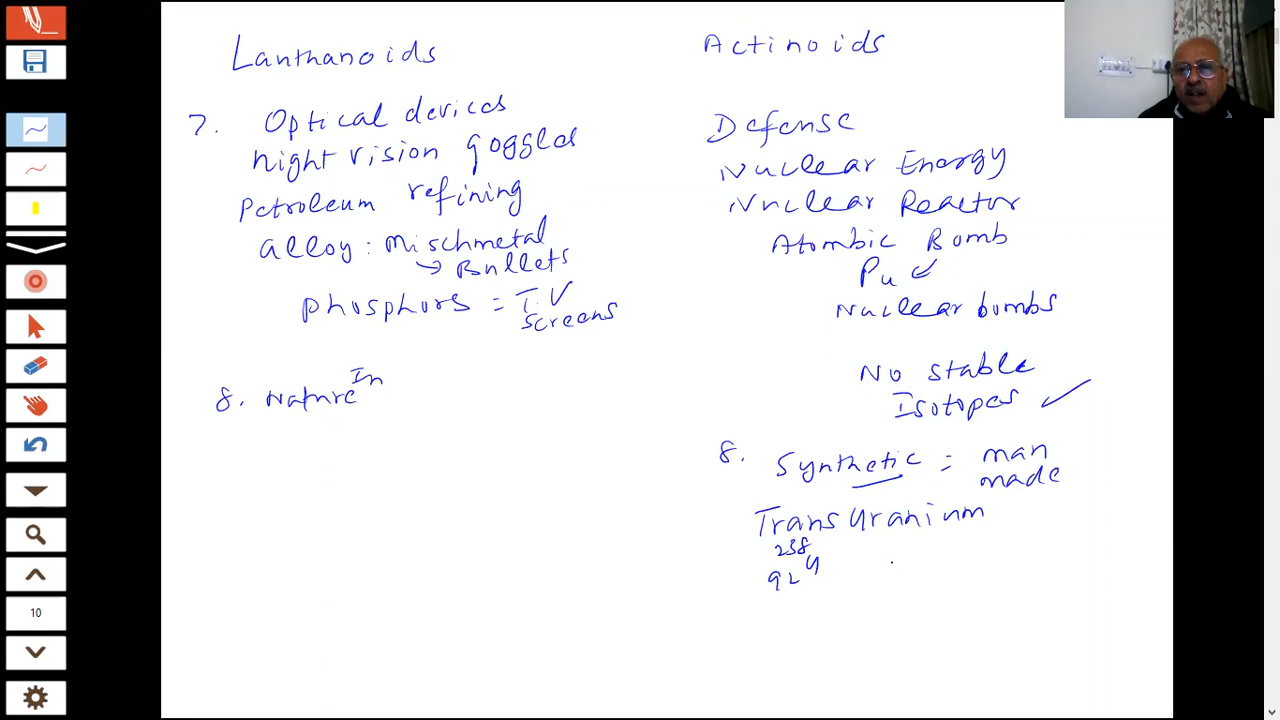 Lanthanoids
Actinoids
7. Optical devices
night vision goggles
Petroleum refining
alloy : Mischmetal
→ Bullets
phosphors = T.V
screens
Defense
Nuclear Energy
Nuclear Reactor
Atombic Bomb
Pu ✓
Nuclear bombs
No stable
Isotopes ✓
8. Nature In
8. Synthetic = man
made
Trans Uranium
238
92 U
10